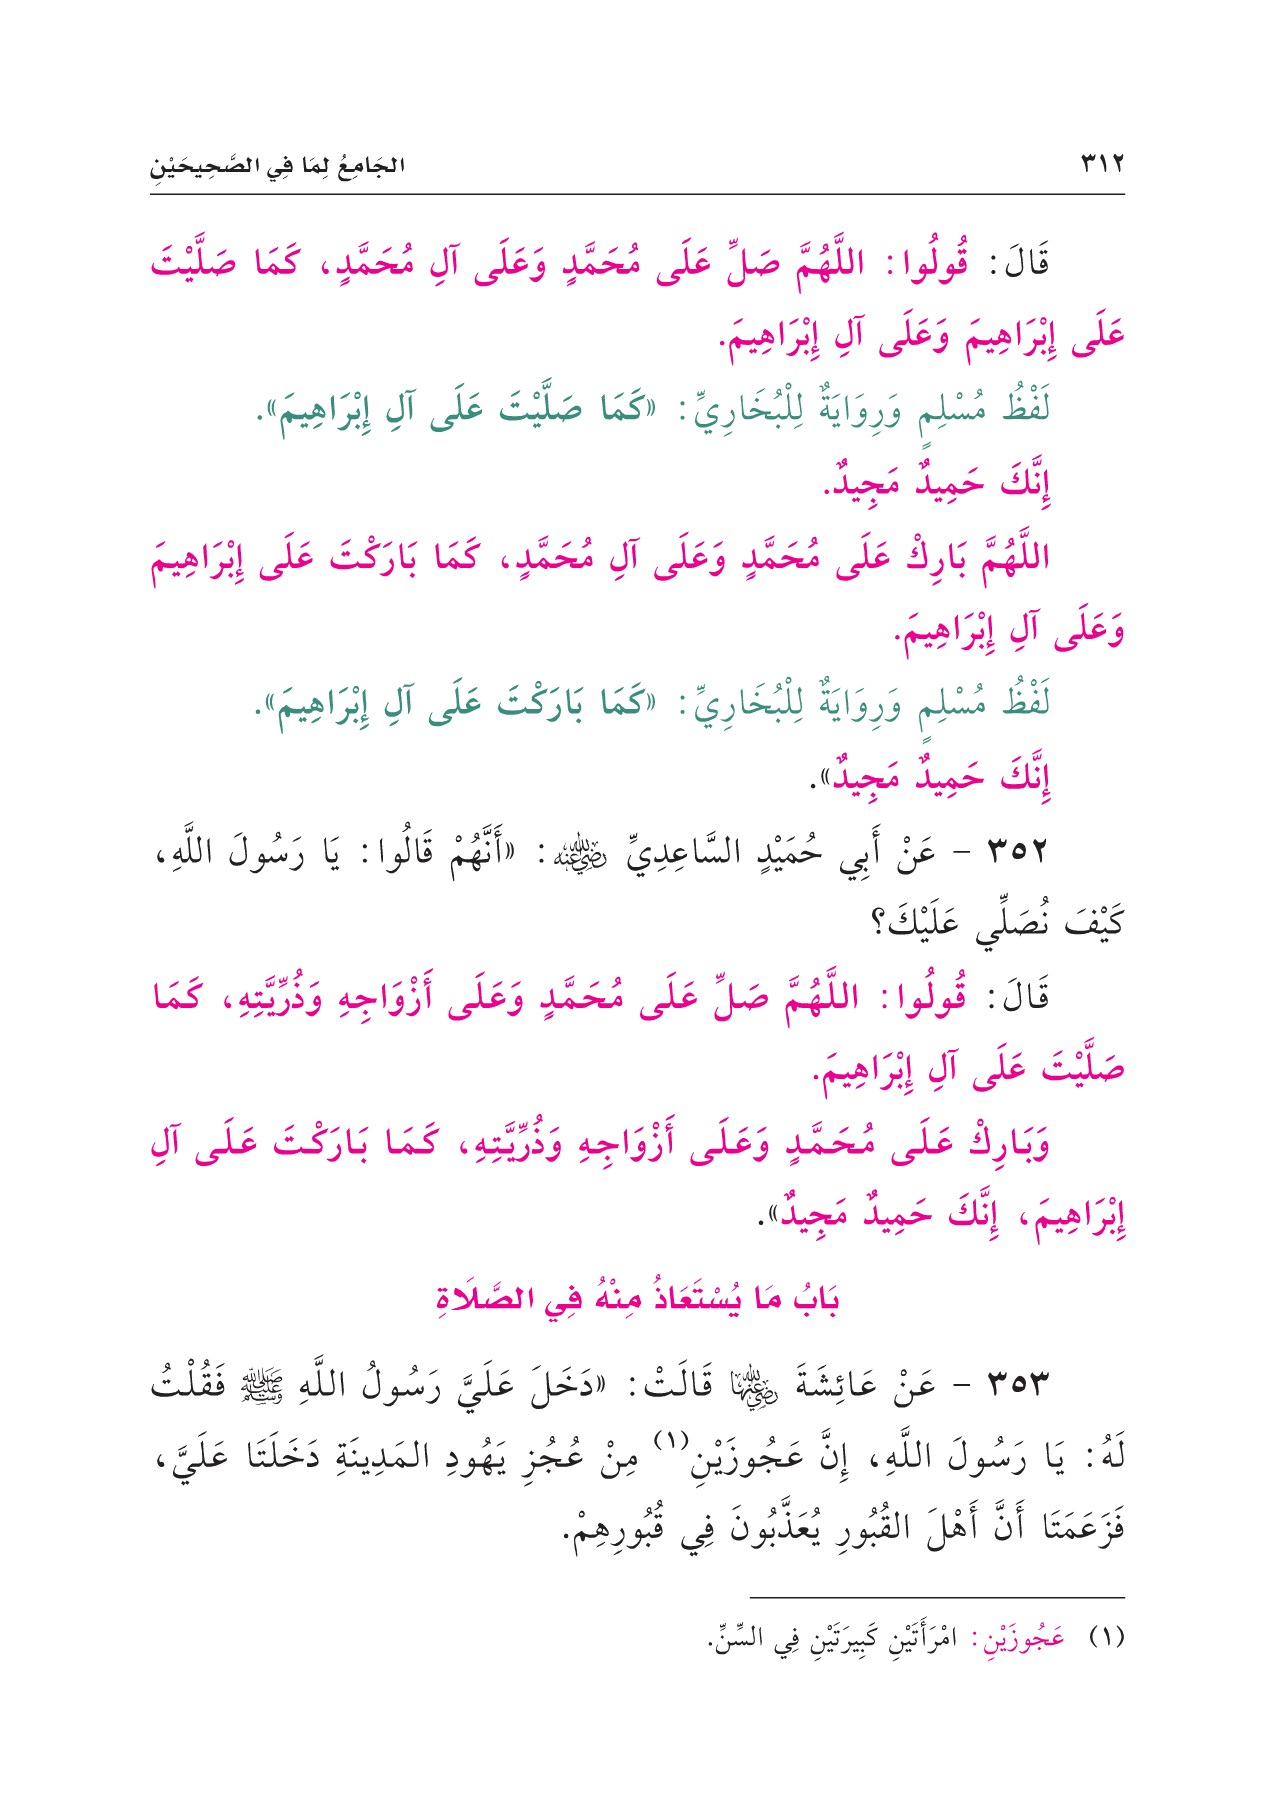 ٣١٢
الجَامِعُ لِمَا فِي الصَّحِيحَيْنِ
قَالَ: قُولُوا: اللَّهُمَّ صَلِّ عَلَى مُحَمَّدٍ وَعَلَى آلِ مُحَمَّدٍ، كَمَا صَلَّيْتَ
عَلَى إِبْرَاهِيمَ وَعَلَى آلِ إِبْرَاهِيمَ.
لَفْظُ مُسْلِمٍ وَرِوَايَةٌ لِلْبُخَارِيِّ: «كَمَا صَلَّيْتَ عَلَى آلِ إِبْرَاهِيمَ».
إِنَّكَ حَمِيدٌ مَجِيدٌ.
اللَّهُمَّ بَارِكْ عَلَى مُحَمَّدٍ وَعَلَى آلِ مُحَمَّدٍ، كَمَا بَارَكْتَ عَلَى إِبْرَاهِيمَ
وَعَلَى آلِ إِبْرَاهِيمَ.
لَفْظُ مُسْلِمٍ وَرِوَايَةٌ لِلْبُخَارِيِّ: «كَمَا بَارَكْتَ عَلَى آلِ إِبْرَاهِيمَ».
إِنَّكَ حَمِيدٌ مَجِيدٌ».
٣٥٢ - عَنْ أَبِي حُمَيْدٍ السَّاعِدِيِّ رضي الله عنه: «أَنَّهُمْ قَالُوا: يَا رَسُولَ اللَّهِ،
كَيْفَ نُصَلِّي عَلَيْكَ؟
قَالَ: قُولُوا: اللَّهُمَّ صَلِّ عَلَى مُحَمَّدٍ وَعَلَى أَزْوَاجِهِ وَذُرِّيَّتِهِ، كَمَا
صَلَّيْتَ عَلَى آلِ إِبْرَاهِيمَ.
وَبَارِكْ عَلَى مُحَمَّدٍ وَعَلَى أَزْوَاجِهِ وَذُرِّيَّتِهِ، كَمَا بَارَكْتَ عَلَى آلِ
إِبْرَاهِيمَ، إِنَّكَ حَمِيدٌ مَجِيدٌ».
بَابُ مَا يُسْتَعَاذُ مِنْهُ فِي الصَّلَاةِ
٣٥٣ - عَنْ عَائِشَةَ رضي الله عنها قَالَتْ: «دَخَلَ عَلَيَّ رَسُولُ اللَّهِ ﷺ فَقُلْتُ
لَهُ: يَا رَسُولَ اللَّهِ، إِنَّ عَجُوزَيْنِ(١) مِنْ عُجُزِ يَهُودِ المَدِينَةِ دَخَلَتَا عَلَيَّ،
فَزَعَمَتَا أَنَّ أَهْلَ القُبُورِ يُعَذَّبُونَ فِي قُبُورِهِمْ.
(١) عَجُوزَيْنِ: امْرَأَتَيْنِ كَبِيرَتَيْنِ فِي السِّنِّ.